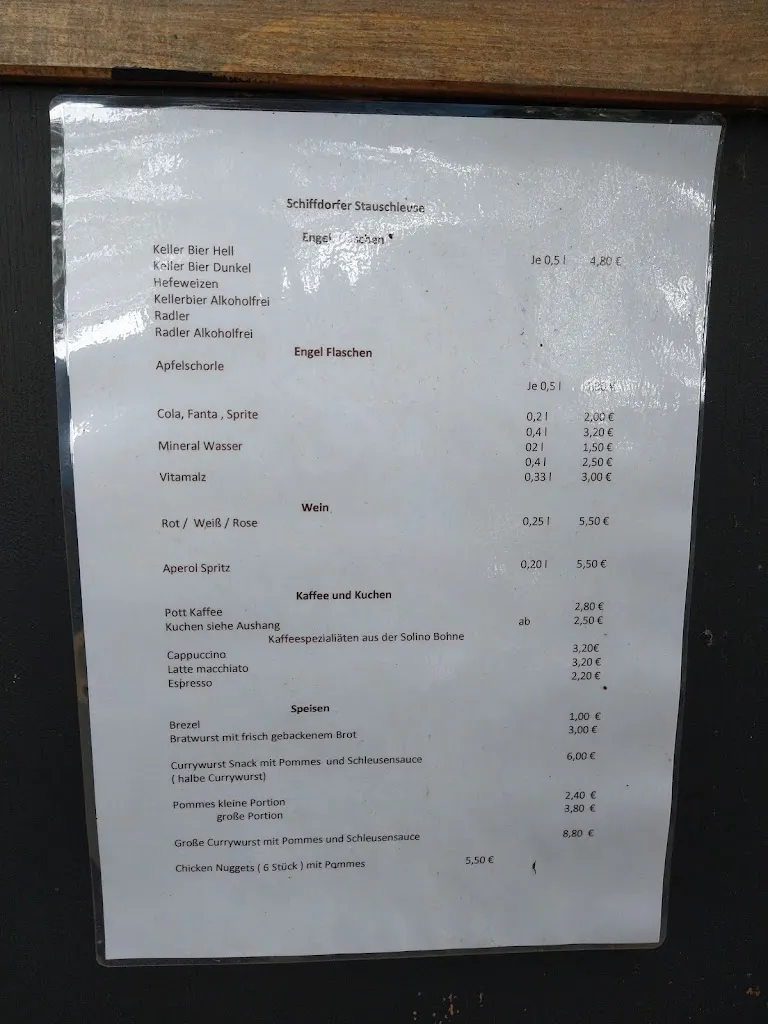 Schiffdorfer Stauschleuse
Engel
Keller Bier Hell
Keller Bier Dunkel Je 0,5 l 4,80 €
Hefeweizen
Kellerbier Alkoholfrei
Radler
Radler Alkoholfrei
Engel Flaschen
Apfelschorle
Je 0,5 l
Cola, Fanta , Sprite 0,2 l 2,00 €
0,4 l 3,20 €
Mineral Wasser 02 l 1,50 €
0,4 l 2,50 €
Vitamalz 0,33 l 3,00 €
Wein
Rot / Weiß / Rose 0,25 l 5,50 €
Aperol Spritz 0,20 l 5,50 €
Kaffee und Kuchen
Pott Kaffee 2,80 €
Kuchen siehe Aushang ab 2,50 €
Kaffeespezialiäten aus der Solino Bohne
Cappuccino 3,20€
Latte macchiato 3,20 €
Espresso 2,20 €
Speisen
Brezel 1,00 €
Bratwurst mit frisch gebackenem Brot 3,00 €
Currywurst Snack mit Pommes und Schleusensauce 6,00 €
( halbe Currywurst)
Pommes kleine Portion 2,40 €
große Portion 3,80 €
Große Currywurst mit Pommes und Schleusensauce 8,80 €
Chicken Nuggets ( 6 Stück ) mit Pommes 5,50 €